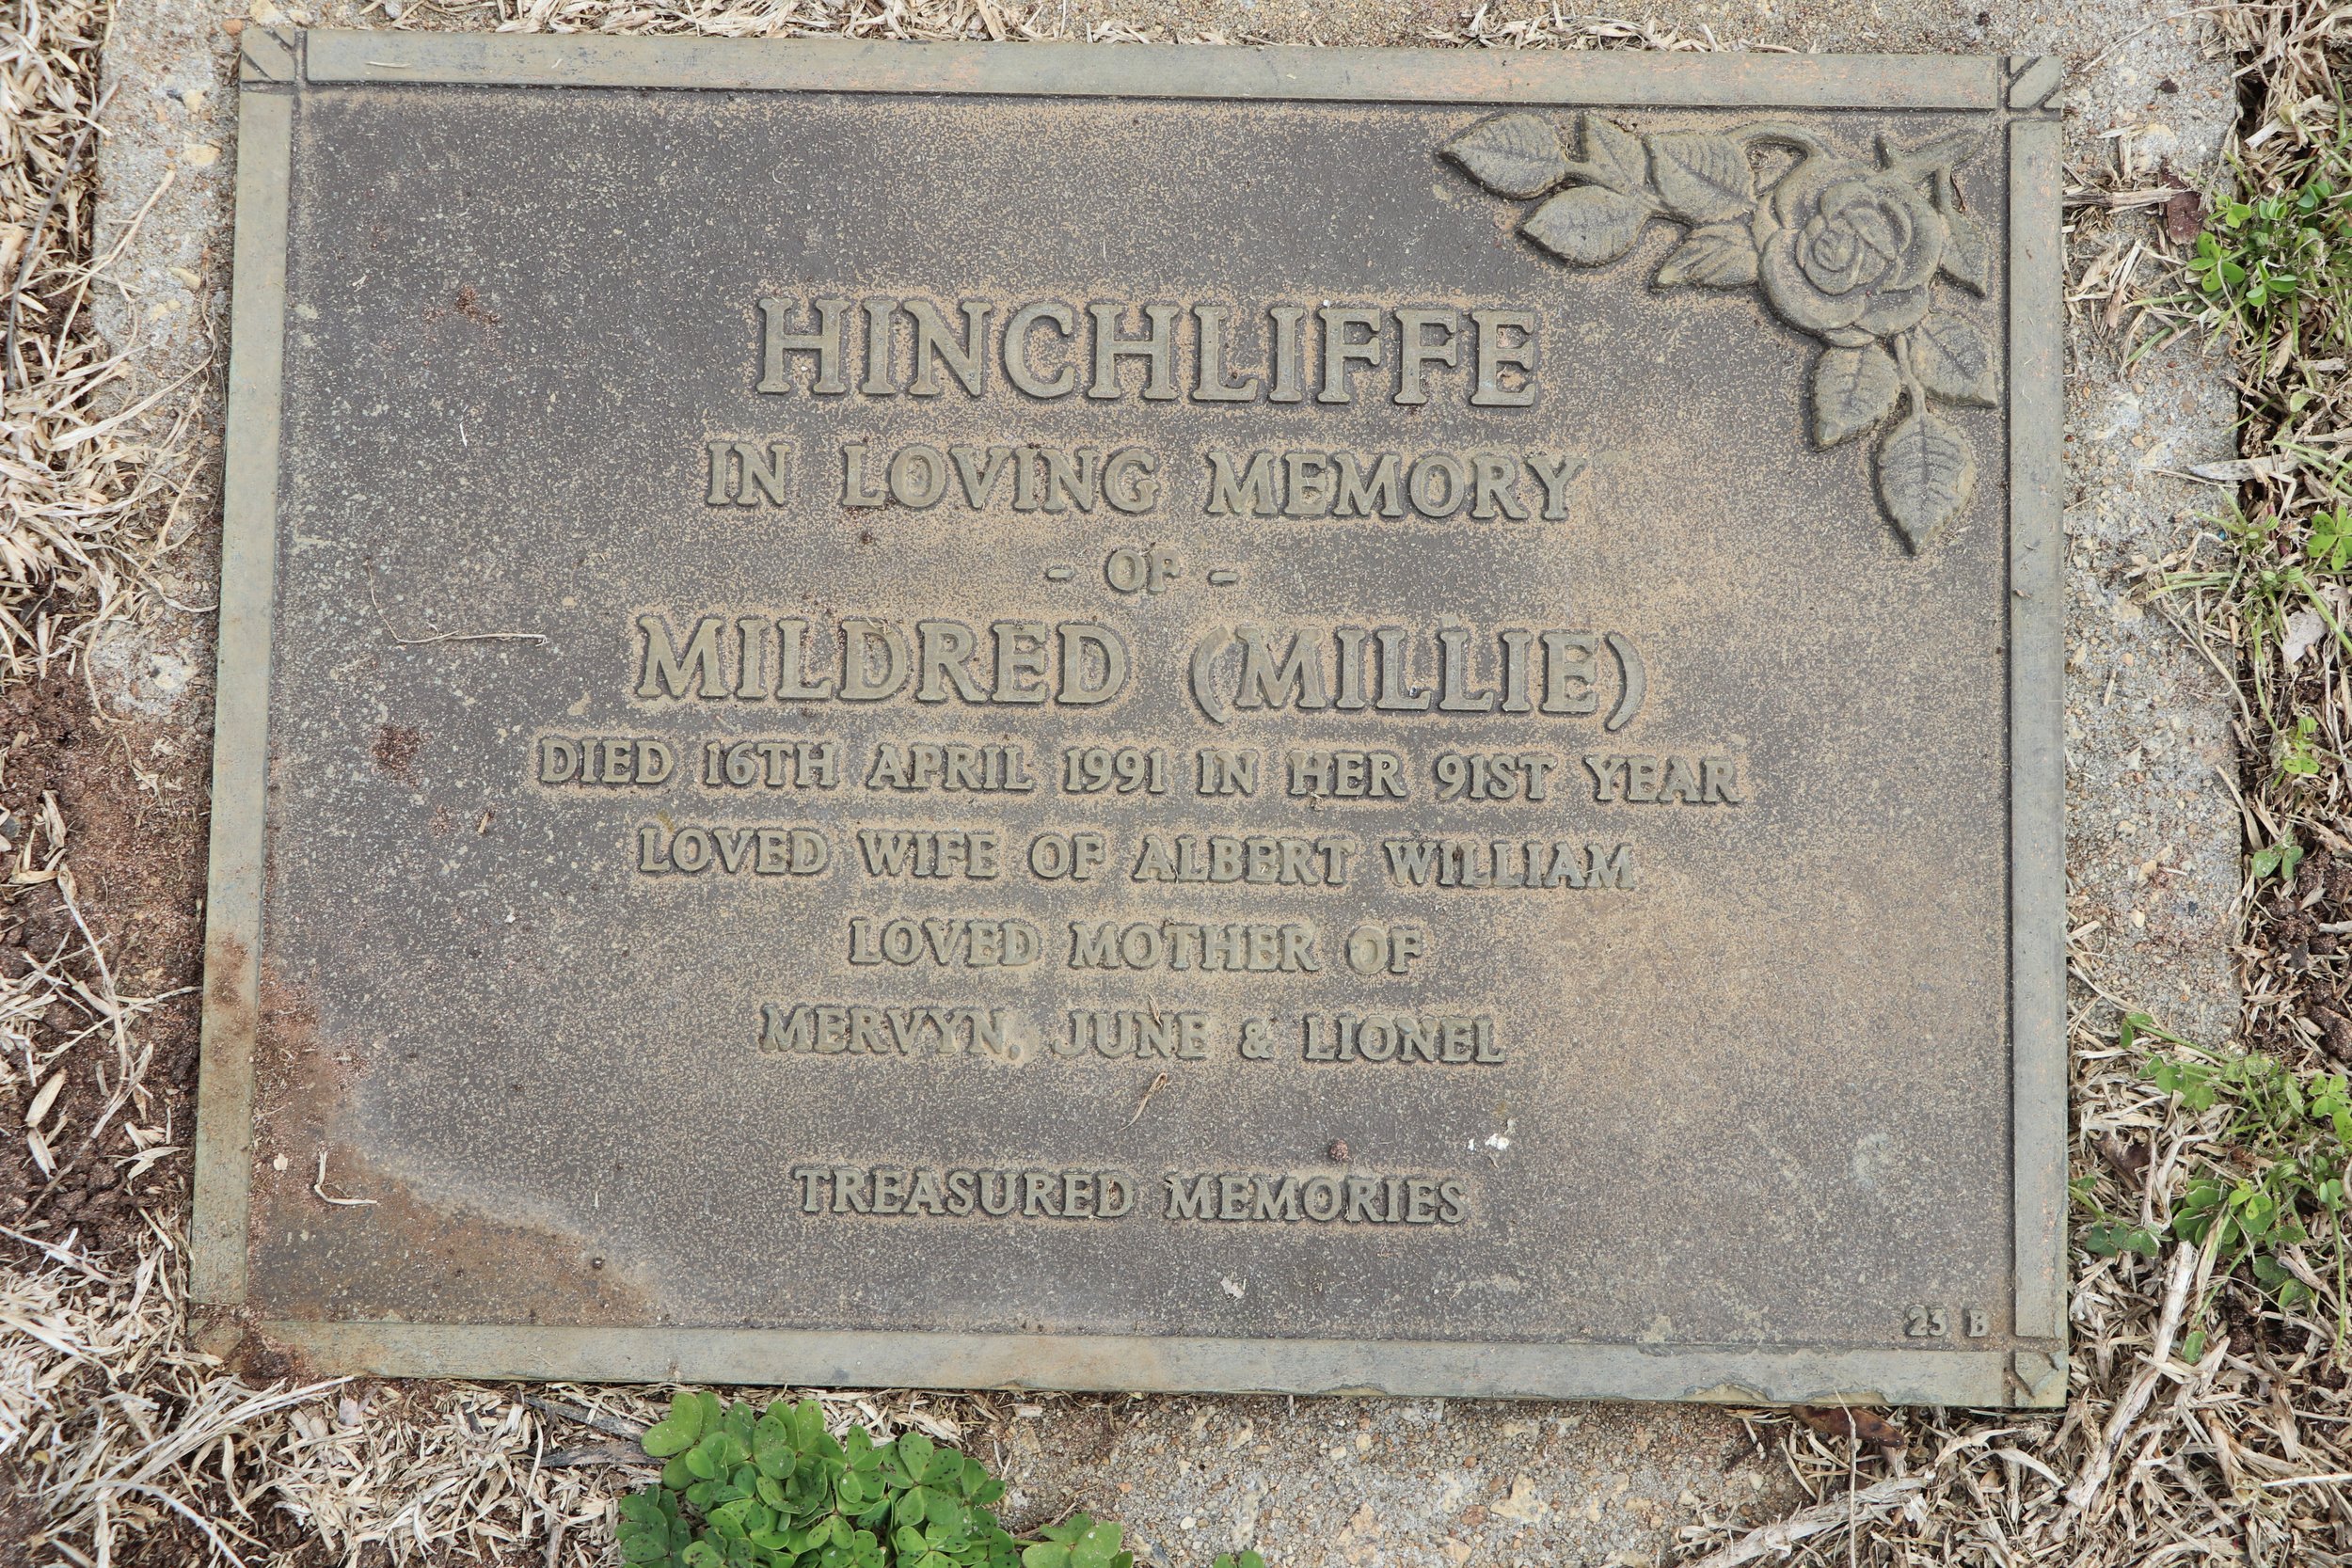 HINCHLIFFE
IN LOVING MEMORY
- OF -
MILDRED (MILLIE)
DIED 16TH APRIL 1991 IN HER 91ST YEAR
LOVED WIFE OF ALBERT WILLIAM
LOVED MOTHER OF
MERVYN, JUNE & LIONEL
TREASURED MEMORIES
23 B